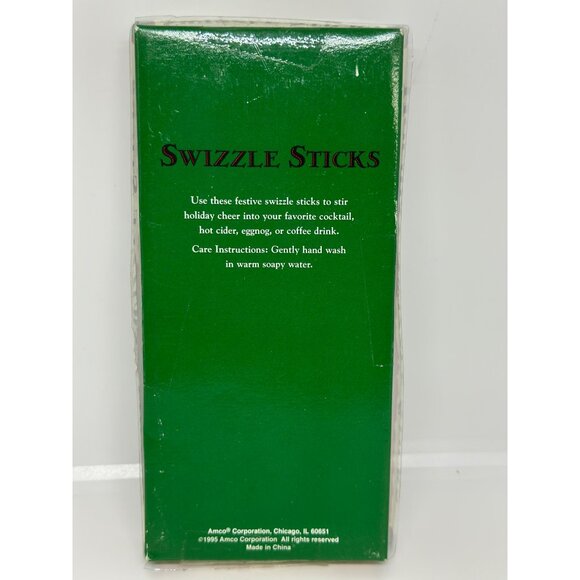 SWIZZLE STICKS
Use these festive swizzle sticks to stir
holiday cheer into your favorite cocktail,
hot cider, eggnog, or coffee drink.
Care Instructions: Gently hand wash
in warm soapy water.
Amco® Corporation, Chicago, IL 60651
©1995 Amco Corporation All rights reserved
Made in China